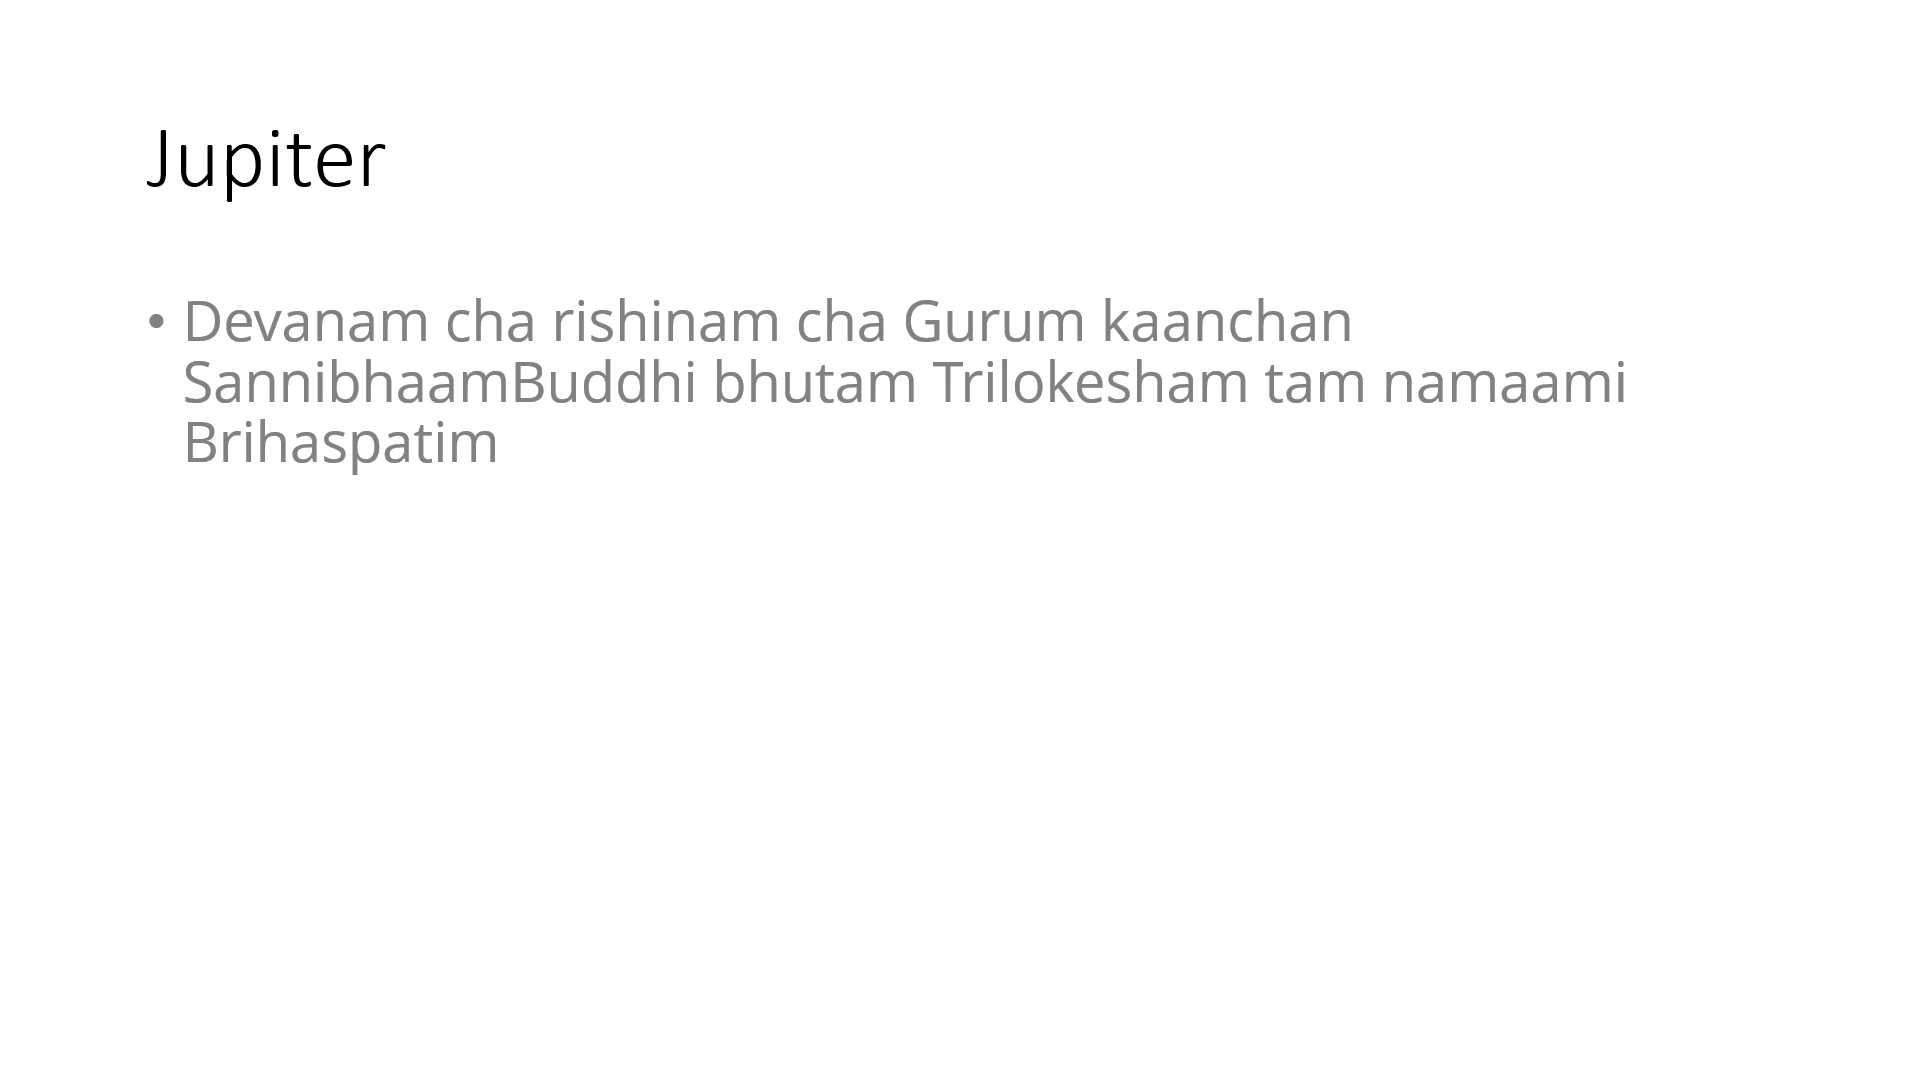 Jupiter
• Devanam cha rishinam cha Gurum kaanchan
SannibhaamBuddhi bhutam Trilokesham tam namaami
Brihaspatim